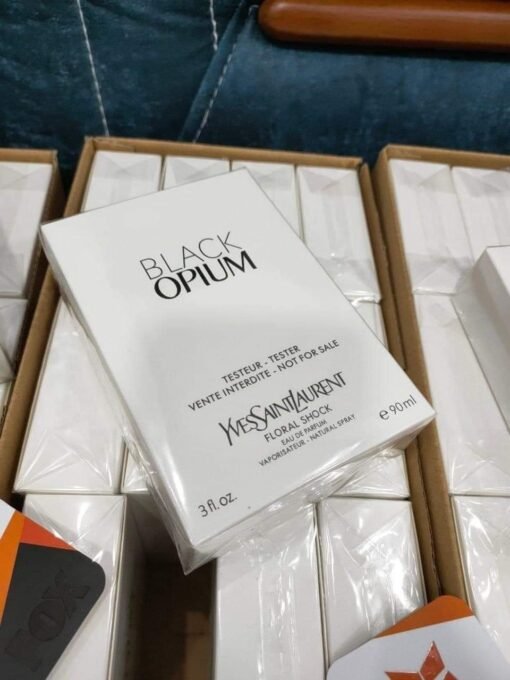 BLACK
OPIUM
TESTEUR - TESTER
VENTE INTERDITE - NOT FOR SALE
YVESSAINTLAURENT
FLORAL SHOCK
EAU DE PARFUM
VAPORISATEUR - NATURAL SPRAY
3 fl. oz.
e 90 ml
FOX